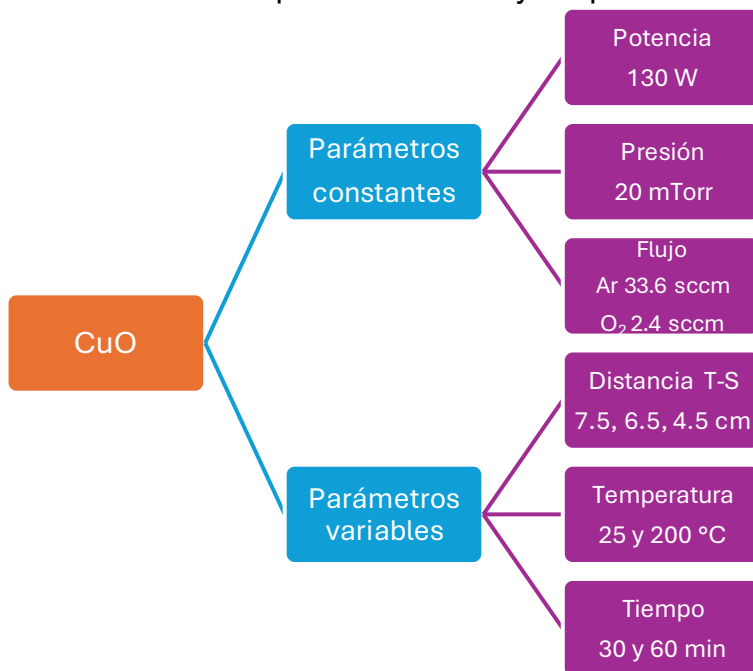 Potencia
130 W
Parámetros
constantes
Presión
20 mTorr
Flujo
Ar 33.6 sccm
O₂ 2.4 sccm
CuO
Distancia T-S
7.5, 6.5, 4.5 cm
Parámetros
variables
Temperatura
25 y 200 °C
Tiempo
30 y 60 min